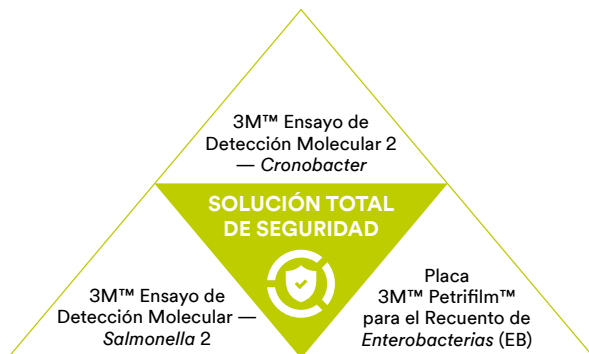 3M™ Ensayo de
Detección Molecular 2
— Cronobacter
SOLUCIÓN TOTAL
DE SEGURIDAD
3M™ Ensayo de
Detección Molecular —
Salmonella 2
Placa
3M™ Petrifilm™
para el Recuento de
Enterobacterias (EB)